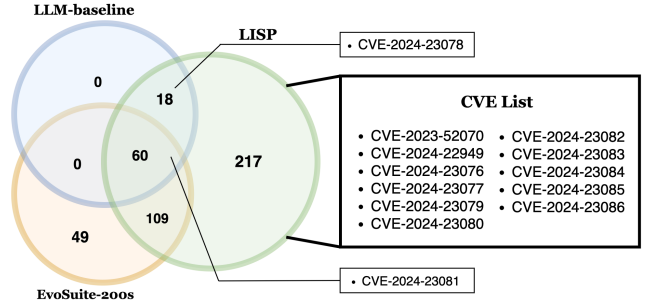 LLM-baseline
LISP
• CVE-2024-23078
0
18
CVE List
• CVE-2023-52070
• CVE-2024-22949
• CVE-2024-23076
• CVE-2024-23077
• CVE-2024-23079
• CVE-2024-23080
• CVE-2024-23082
• CVE-2024-23083
• CVE-2024-23084
• CVE-2024-23085
• CVE-2024-23086
0
60
217
109
49
• CVE-2024-23081
EvoSuite-200s